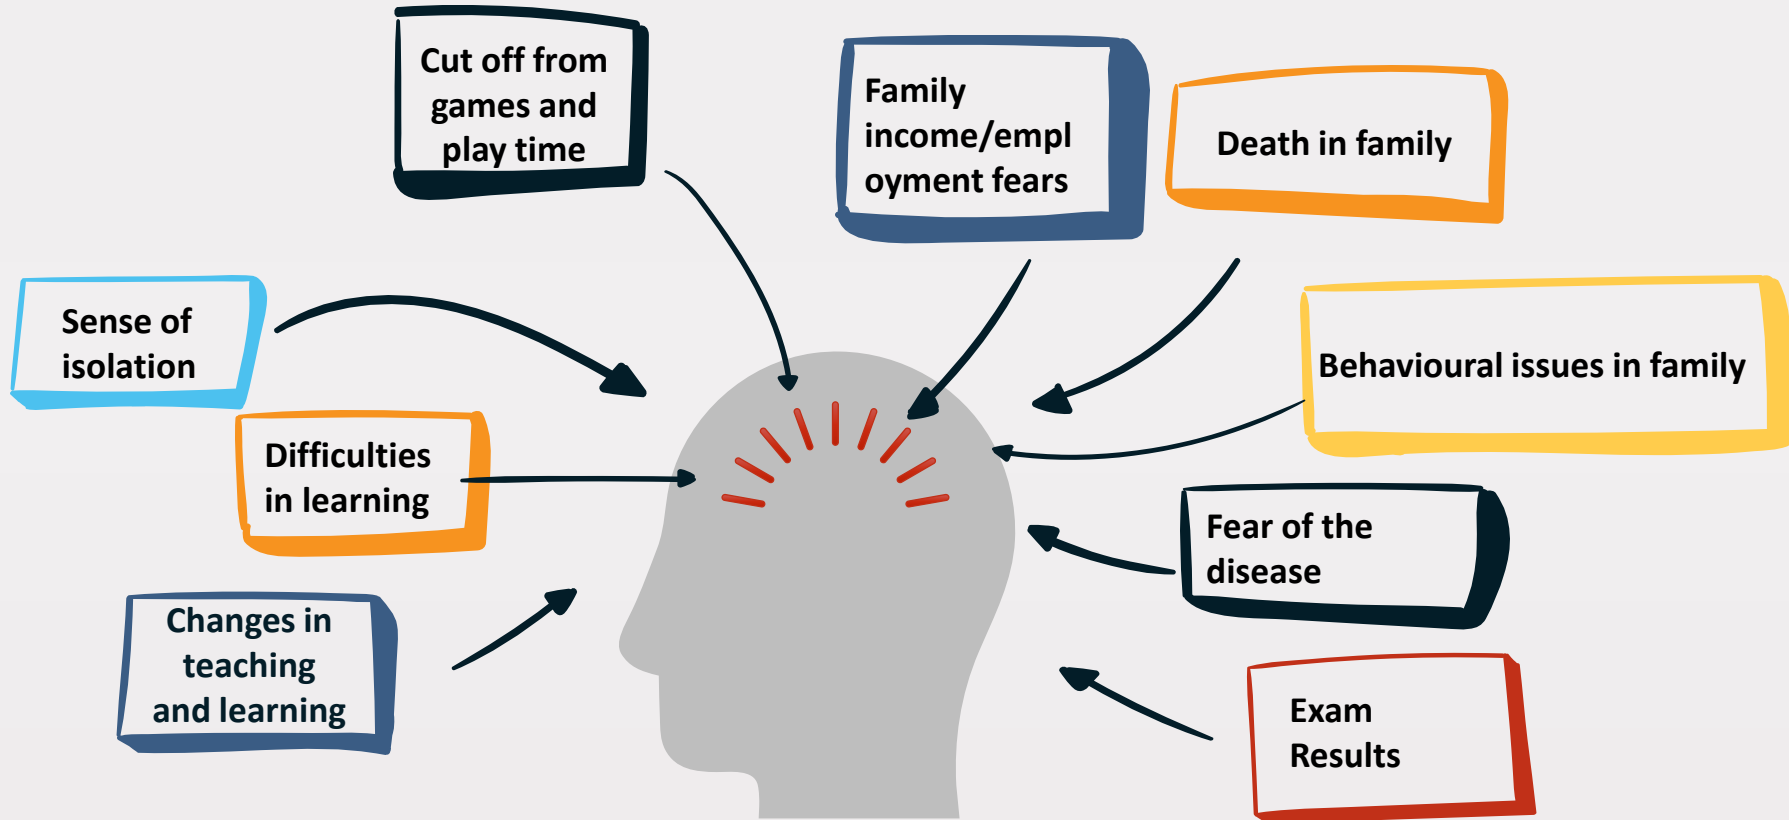 Cut off from
games and
play time
Family
income/empl
oyment fears
Death in family
Sense of
isolation
Behavioural issues in family
Difficulties
in learning
Fear of the
disease
Changes in
teaching
and learning
Exam
Results